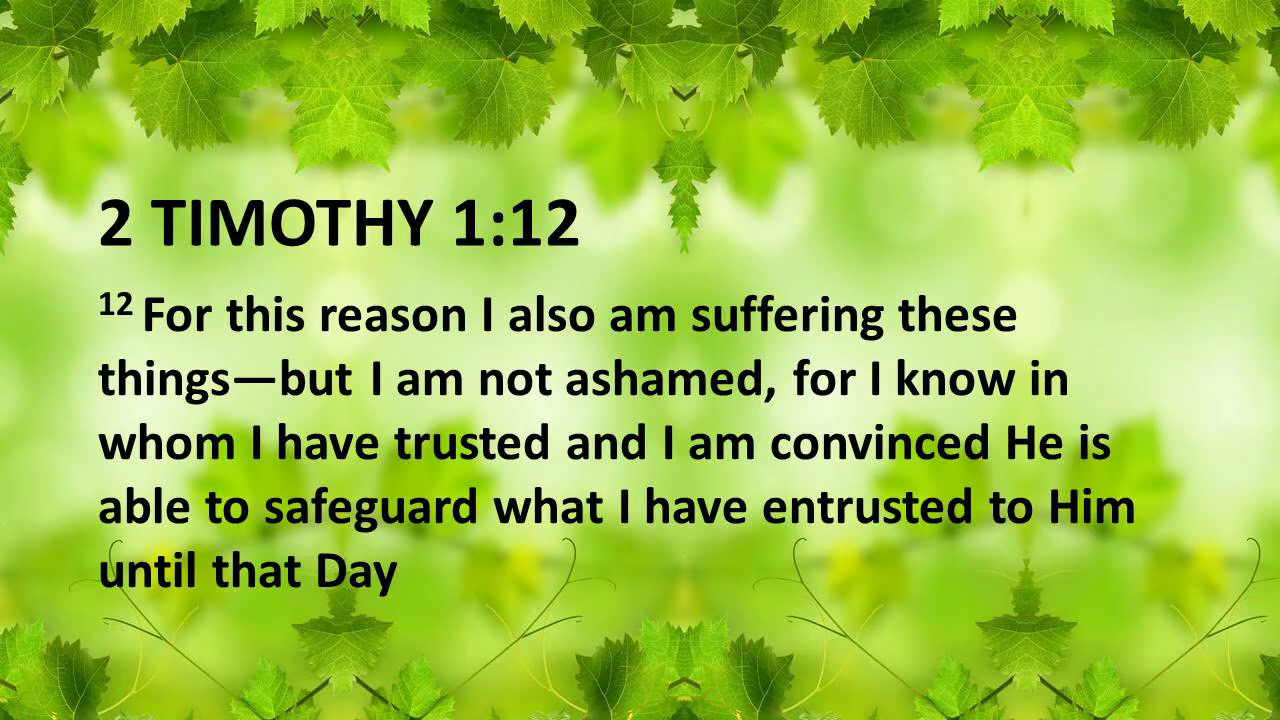 2 TIMOTHY 1:12
12 For this reason I also am suffering these
things—but I am not ashamed, for I know in
whom I have trusted and I am convinced He is
able to safeguard what I have entrusted to Him
until that Day